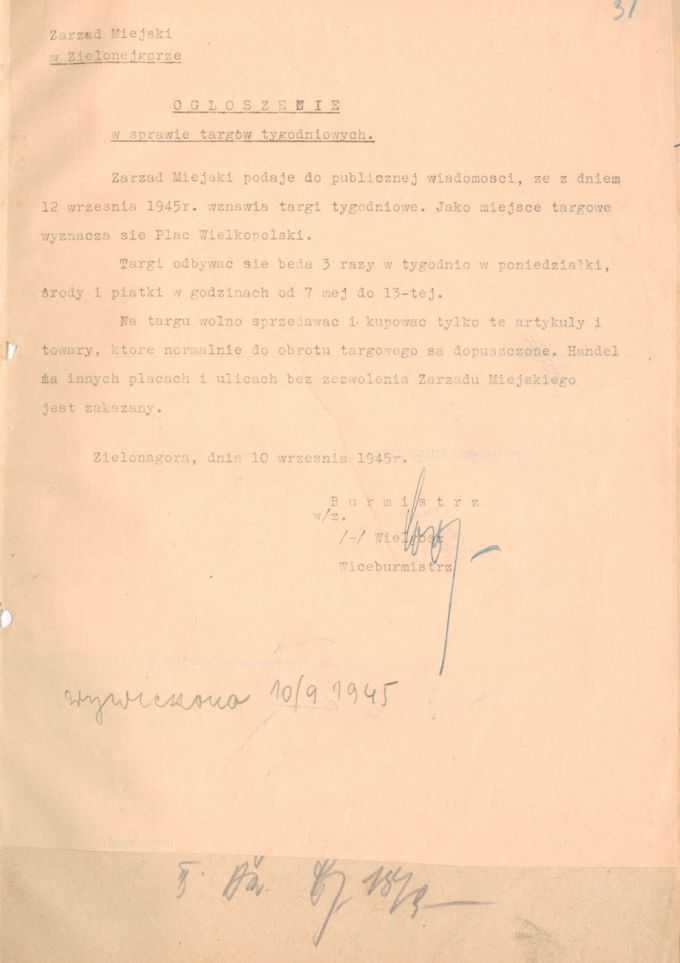 31
Zarzad Miejski
w Zielonejgorze
O G Ł O S Z E N I E
w sprawie targów tygodniowych.
Zarzad Miejski podaje do publicznej wiadomosci, ze z dniem
12 wrzesnia 1945r. wznawia targi tygodniowe. Jako miejsce targowe
wyznacza sie Plac Wielkopolski.
Targi odbywac sie beda 3 razy w tygodnio w poniedziałki,
środy i piatki w godzinach od 7 mej do 13-tej.
Na targu wolno sprzedawac i kupowac tylko te artykuly i
towary, ktore normalnie do obrotu targowego sa dopuszczone. Handel
na innych placach i ulicach bez zezwolenia Zarzadu Miejskiego
jest zakazany.
Zielonagora, dnia 10 wrzesnia 1945r.
B u r m i s t r z
w/z.
/-/ Wielgosz
Wiceburmistrz
wywieszono 10/9 1945